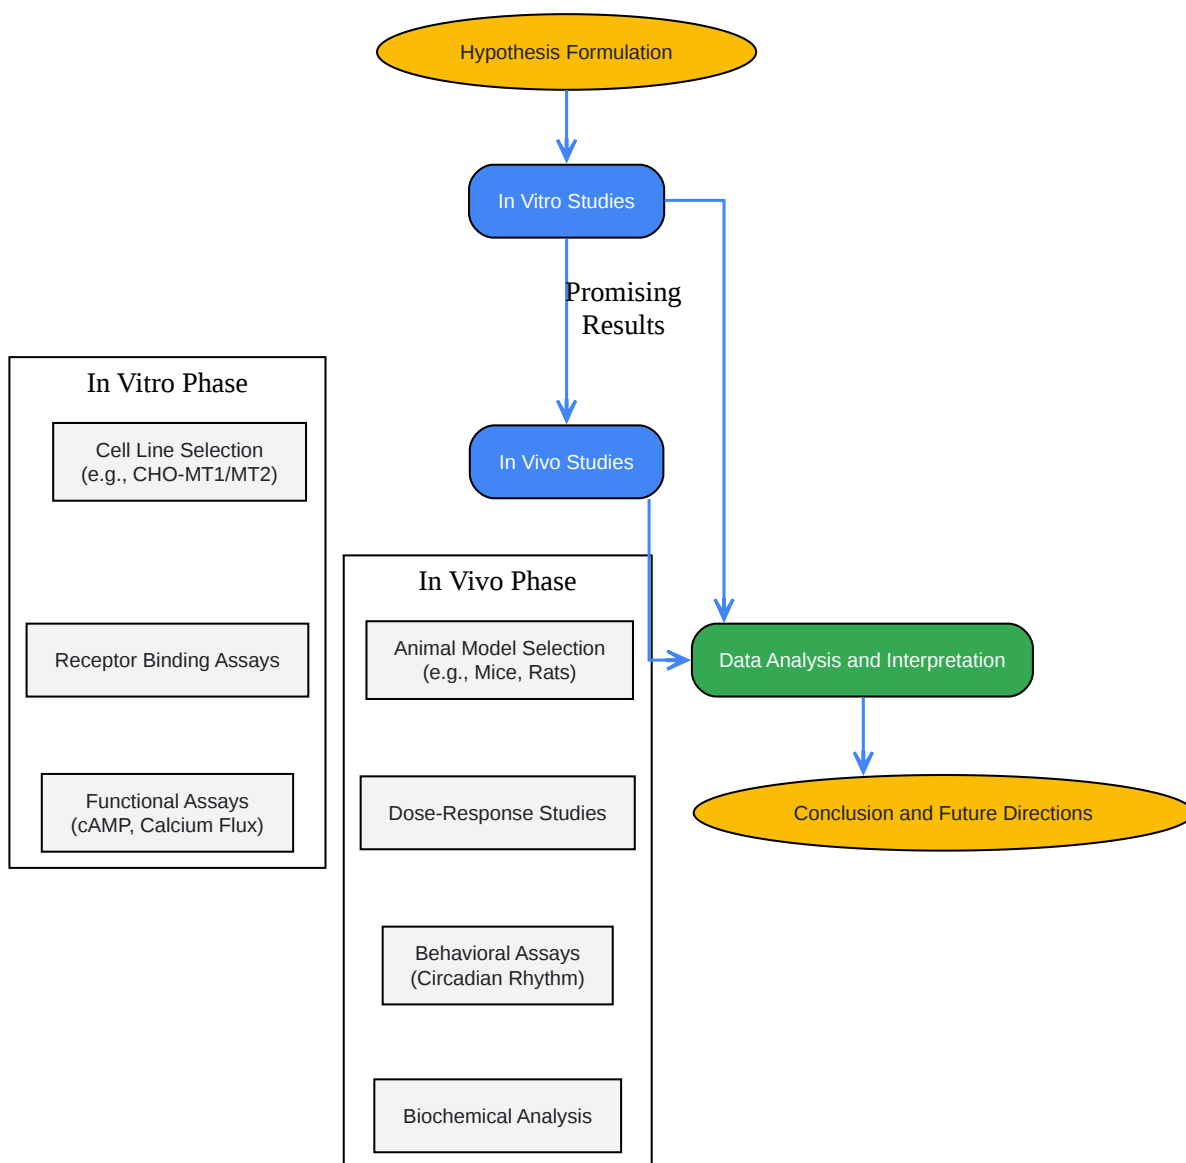 Hypothesis Formulation
In Vitro Studies
Promising
Results
In Vitro Phase
Cell Line Selection
(e.g., CHO-MT1/MT2)
Receptor Binding Assays
Functional Assays
(cAMP, Calcium Flux)
In Vivo Studies
In Vivo Phase
Animal Model Selection
(e.g., Mice, Rats)
Dose-Response Studies
Behavioral Assays
(Circadian Rhythm)
Biochemical Analysis
Data Analysis and Interpretation
Conclusion and Future Directions